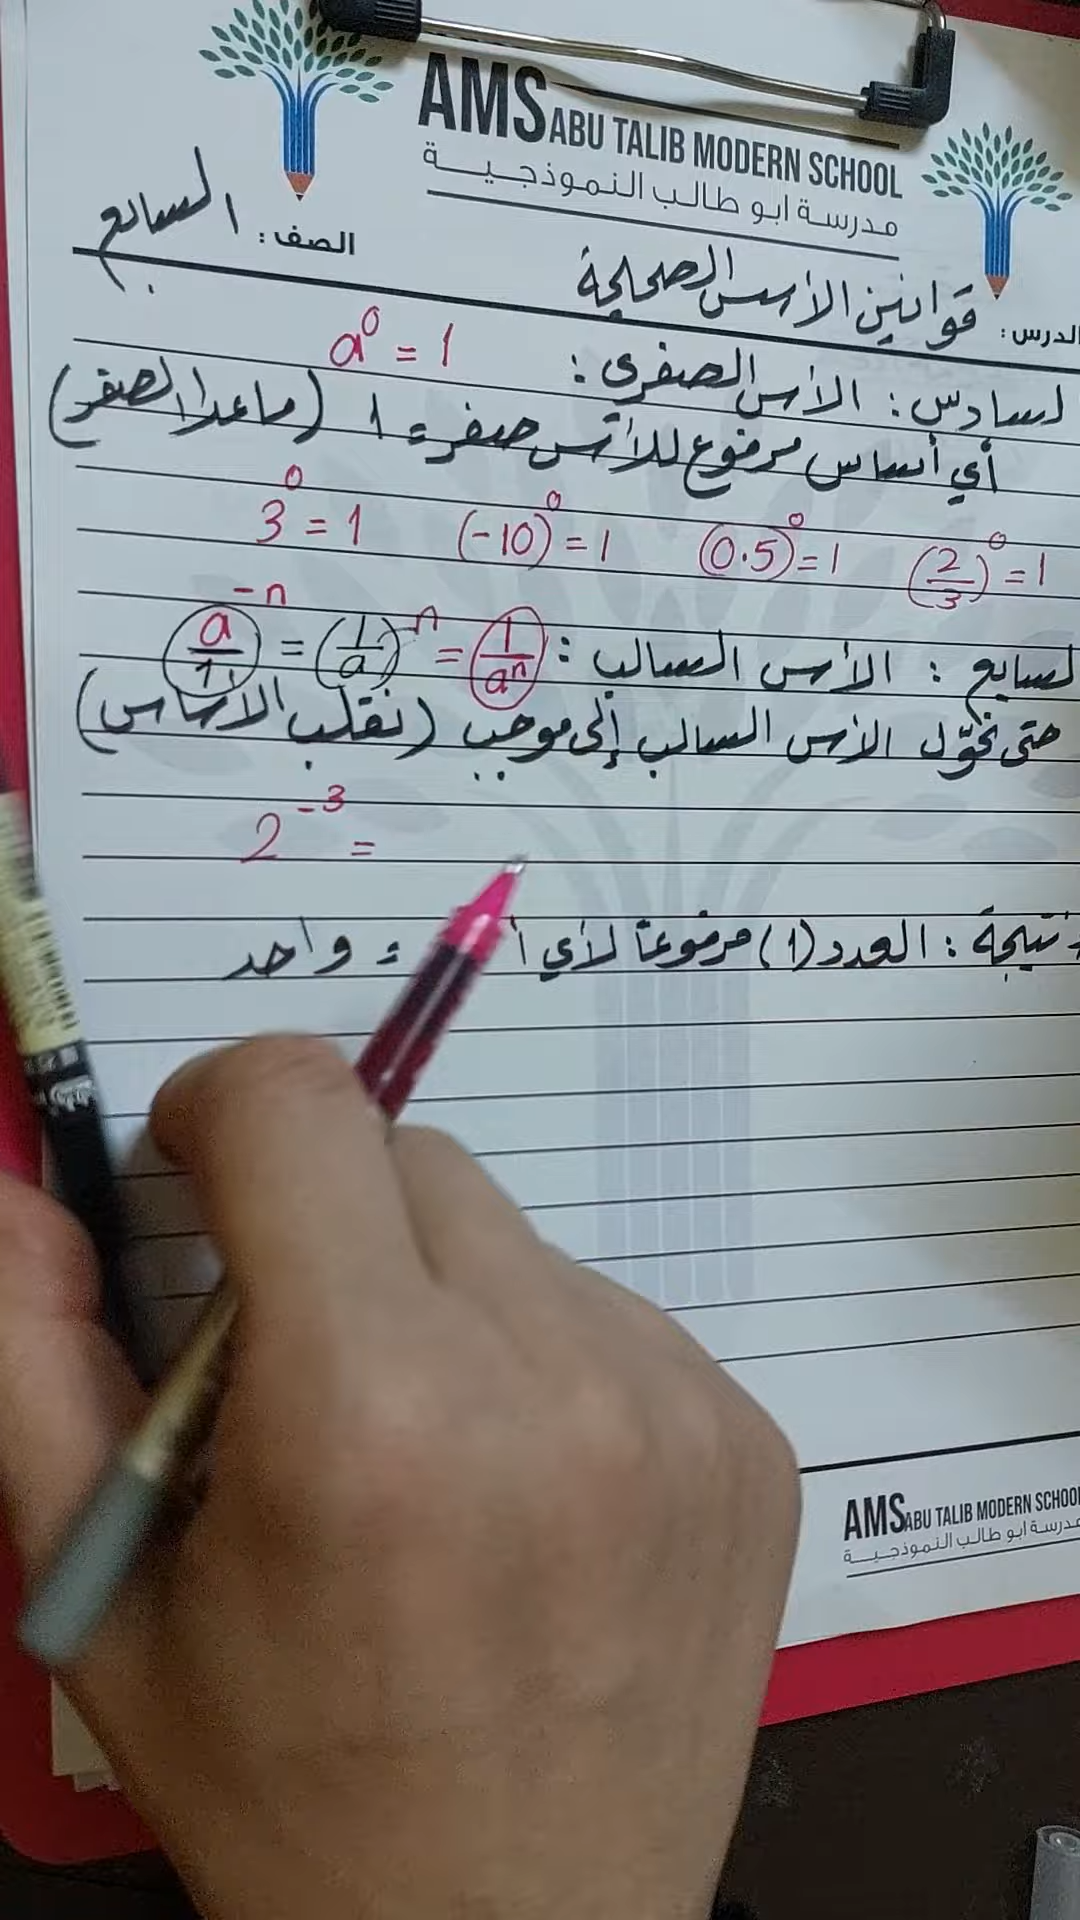 AMS ABU TALIB MODERN SCHOOL
مدرسة ابو طالب النموذجية
الصف: السابع
الدرس: قوانين الأسس الصحيحة
السادس: الأس الصفري: a⁰ = 1
أي أساس مرفوع للأس صفر = 1 (ماعدا الصفر)
3⁰ = 1 (-10)⁰ = 1 (0.5)⁰ = 1 (2/3)⁰ = 1
السابع: الأس السالب: a/1 ⁻ⁿ = (1/a)⁻ⁿ = 1/aⁿ
حتى نحوّل الأس السالب إلى موجب (نقلب الأساس)
2⁻³ =
نتيجة: العدد (1) مرفوعاً لأي = واحد
AMS ABU TALIB MODERN SCHOOL
مدرسة ابو طالب النموذجية